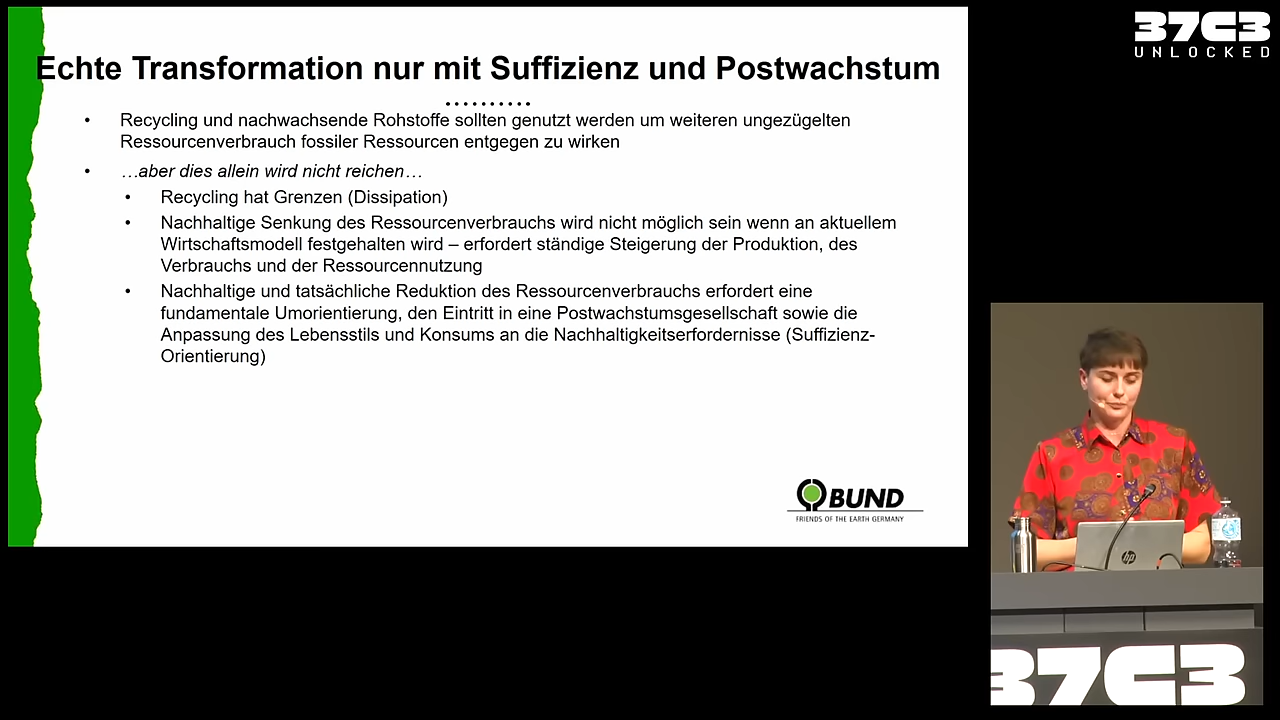 Echte Transformation nur mit Suffizienz und Postwachstum
..........
• Recycling und nachwachsende Rohstoffe sollten genutzt werden um weiteren ungezügelten
Ressourcenverbrauch fossiler Ressourcen entgegen zu wirken
• …aber dies allein wird nicht reichen…
• Recycling hat Grenzen (Dissipation)
• Nachhaltige Senkung des Ressourcenverbrauchs wird nicht möglich sein wenn an aktuellem
Wirtschaftsmodell festgehalten wird – erfordert ständige Steigerung der Produktion, des
Verbrauchs und der Ressourcennutzung
• Nachhaltige und tatsächliche Reduktion des Ressourcenverbrauchs erfordert eine
fundamentale Umorientierung, den Eintritt in eine Postwachstumsgesellschaft sowie die
Anpassung des Lebensstils und Konsums an die Nachhaltigkeitserfordernisse (Suffizienz-
Orientierung)
BUND
FRIENDS OF THE EARTH GERMANY
37C3
UNLOCKED
hp
37C3